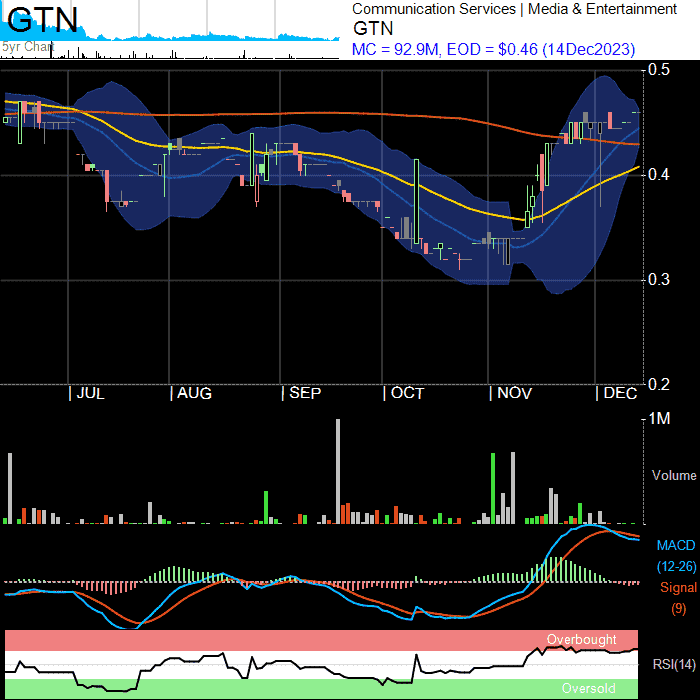 GTN
5yr Chart
Communication Services | Media & Entertainment
GTN
MC = 92.9M, EOD = $0.46 (14Dec2023)
0.5
0.4
0.3
0.2
| JUL | AUG | SEP | OCT | NOV | DEC
1M
Volume
MACD
(12-26)
Signal
(9)
Overbought
RSI(14)
Oversold